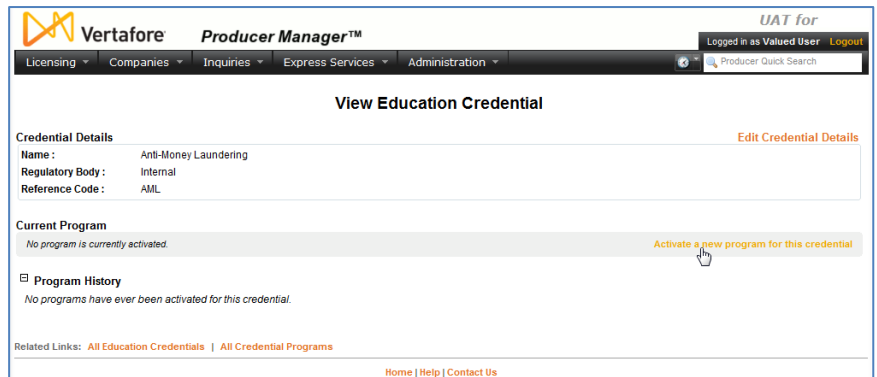 UAT for
Vertafore Producer Manager™
Logged in as Valued User Logout
Licensing Companies Inquiries Express Services Administration Producer Quick Search
View Education Credential
Credential Details Edit Credential Details
Name : Anti-Money Laundering
Regulatory Body : Internal
Reference Code : AML
Current Program
No program is currently activated. Activate a new program for this credential
Program History
No programs have ever been activated for this credential.
Related Links: All Education Credentials | All Credential Programs
Home | Help | Contact Us